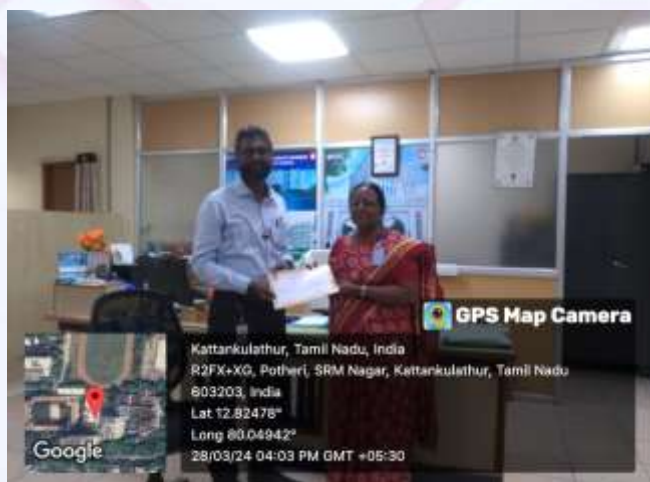 GPS Map Camera
Kattankulathur, Tamil Nadu, India
R2FX+XG, Potheri, SRM Nagar, Kattankulathur, Tamil Nadu
603203, India
Lat 12.82478°
Long 80.04942°
28/03/24 04:03 PM GMT +05:30
Google